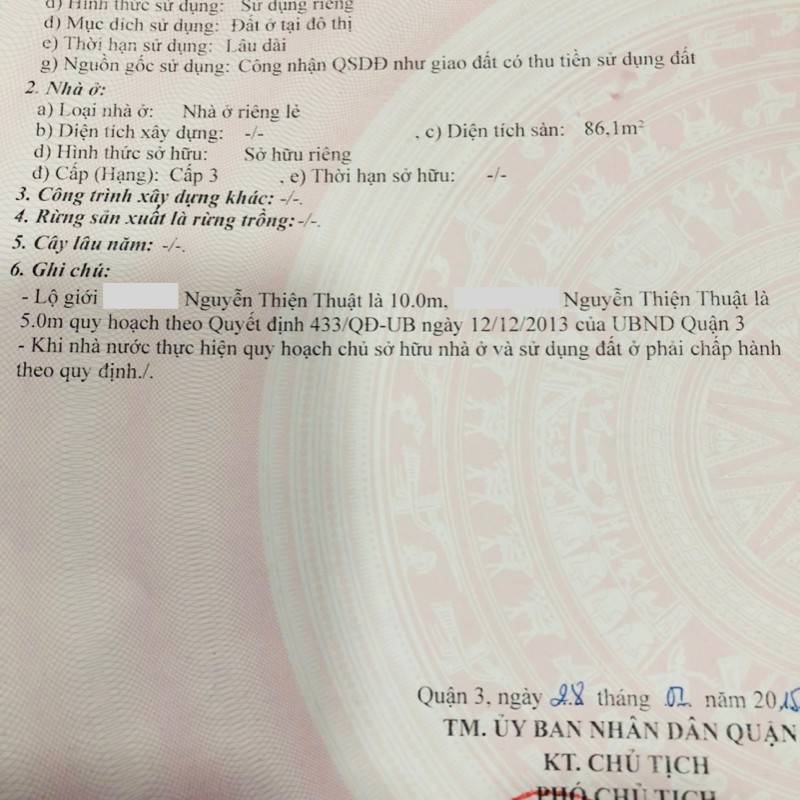 d) Hình thức sử dụng: Sử dụng riêng
đ) Mục đích sử dụng: Đất ở tại đô thị
e) Thời hạn sử dụng: Lâu dài
g) Nguồn gốc sử dụng: Công nhận QSDĐ như giao đất có thu tiền sử dụng đất
2. Nhà ở:
a) Loại nhà ở: Nhà ở riêng lẻ
b) Diện tích xây dựng: -/- , c) Diện tích sàn: 86,1m²
d) Hình thức sở hữu: Sở hữu riêng
đ) Cấp (Hạng): Cấp 3 , e) Thời hạn sở hữu: -/-
3. Công trình xây dựng khác: -/-.
4. Rừng sản xuất là rừng trồng: -/-.
5. Cây lâu năm: -/-.
6. Ghi chú:
- Lộ giới Nguyễn Thiện Thuật là 10.0m, Nguyễn Thiện Thuật là
5.0m quy hoạch theo Quyết định 433/QĐ-UB ngày 12/12/2013 của UBND Quận 3
- Khi nhà nước thực hiện quy hoạch chủ sở hữu nhà ở và sử dụng đất ở phải chấp hành
theo quy định./.
Quận 3, ngày 28 tháng 01 năm 2015
TM. ỦY BAN NHÂN DÂN QUẬN
KT. CHỦ TỊCH
PHÓ CHỦ TỊCH